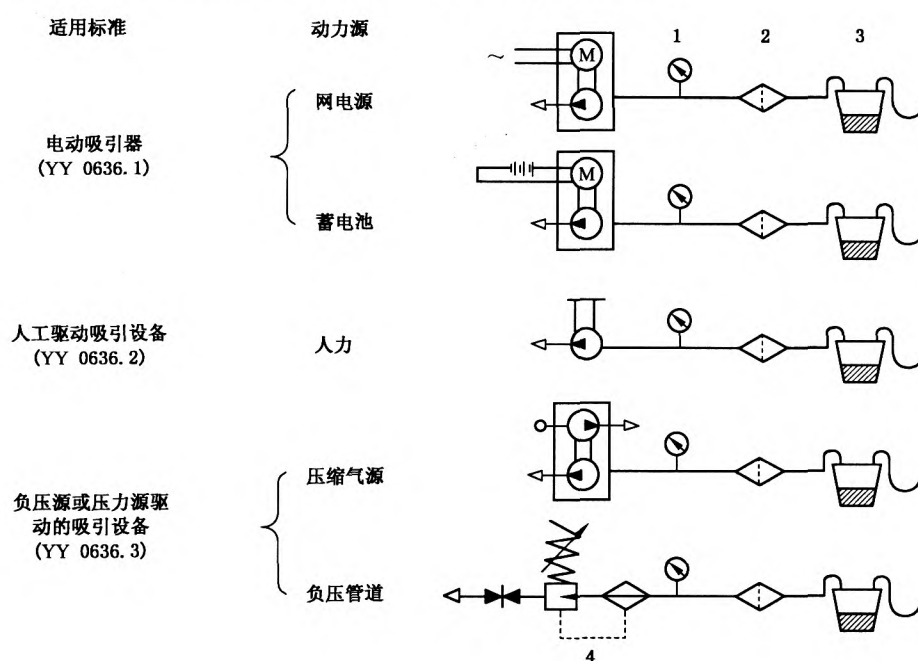 适用标准 动力源 1 2 3
~ M
网电源
电动吸引器
(YY 0636.1)
M
蓄电池
人工驱动吸引设备
(YY 0636.2)
人力
压缩气源
负压源或压力源驱
动的吸引设备
(YY 0636.3)
负压管道
4